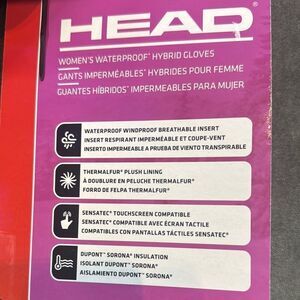 HEAD
WOMEN'S WATERPROOF* HYBRID GLOVES
GANTS IMPERMÉABLES* HYBRIDES POUR FEMME
GUANTES HÍBRIDOS* IMPERMEABLES PARA MUJER
WATERPROOF WINDPROOF BREATHABLE INSERT
INSERT RESPIRANT IMPERMÉABLE ET COUPE-VENT
INSERTO IMPERMEABLE A PRUEBA DE VIENTO TRANSPIRABLE
THERMALFUR® PLUSH LINING
À DOUBLURE EN PELUCHE THERMALFUR®
FORRO DE FELPA THERMALFUR®
SENSATEC® TOUCHSCREEN COMPATIBLE
SENSATEC® COMPATIBLE AVEC ÉCRAN TACTILE
COMPATIBLES CON PANTALLAS TÁCTILES SENSATEC®
DUPONT™ SORONA® INSULATION
ISOLANT DUPONT™ SORONA®
AISLAMIENTO DUPONT™ SORONA®